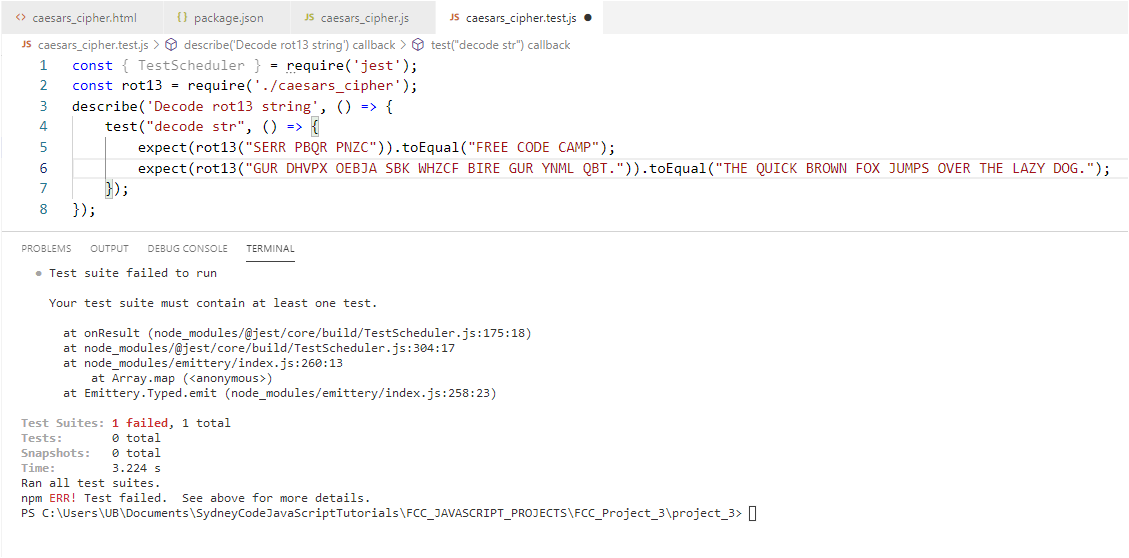 <> caesars_cipher.html {} package.json JS caesars_cipher.js JS caesars_cipher.test.js ●
JS caesars_cipher.test.js > describe('Decode rot13 string') callback > test("decode str") callback
1 const { TestScheduler } = require('jest');
2 const rot13 = require('./caesars_cipher');
3 describe('Decode rot13 string', () => {
4 test("decode str", () => {
5 expect(rot13("SERR PBQR PNZC")).toEqual("FREE CODE CAMP");
6 expect(rot13("GUR DHVPX OEBJA SBK WHZCF BIRE GUR YNML QBT.")).toEqual("THE QUICK BROWN FOX JUMPS OVER THE LAZY DOG.");
7 });
8 });
PROBLEMS OUTPUT DEBUG CONSOLE TERMINAL
● Test suite failed to run
Your test suite must contain at least one test.
at onResult (node_modules/@jest/core/build/TestScheduler.js:175:18)
at node_modules/@jest/core/build/TestScheduler.js:304:17
at node_modules/emittery/index.js:260:13
at Array.map (<anonymous>)
at Emittery.Typed.emit (node_modules/emittery/index.js:258:23)
Test Suites: 1 failed, 1 total
Tests: 0 total
Snapshots: 0 total
Time: 3.224 s
Ran all test suites.
npm ERR! Test failed. See above for more details.
PS C:\Users\UB\Documents\SydneyCodeJavaScriptTutorials\FCC_JAVASCRIPT_PROJECTS\FCC_Project_3\project_3>